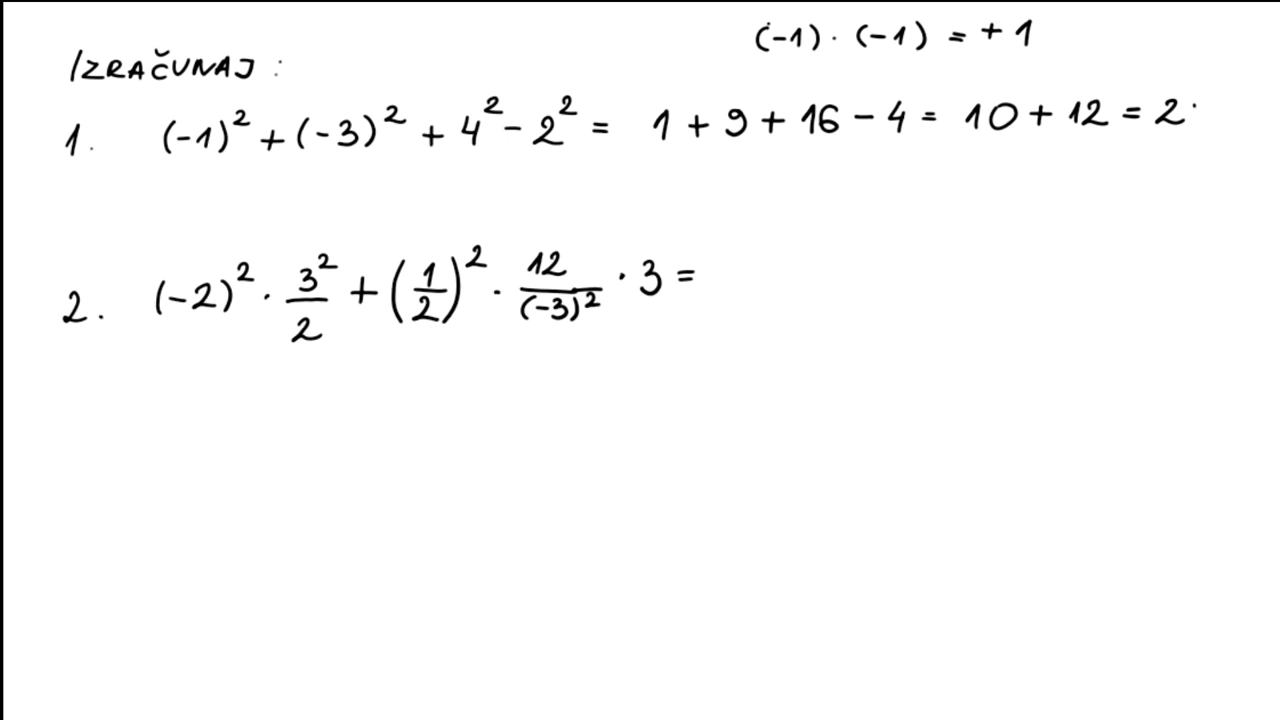 (-1) · (-1) = +1
IZRAČUNAJ :
1. (-1)² + (-3)² + 4² - 2² = 1 + 9 + 16 - 4 = 10 + 12 = 2
2. (-2)² · 3²/2 + (1/2)² · 12/(-3)² · 3 =